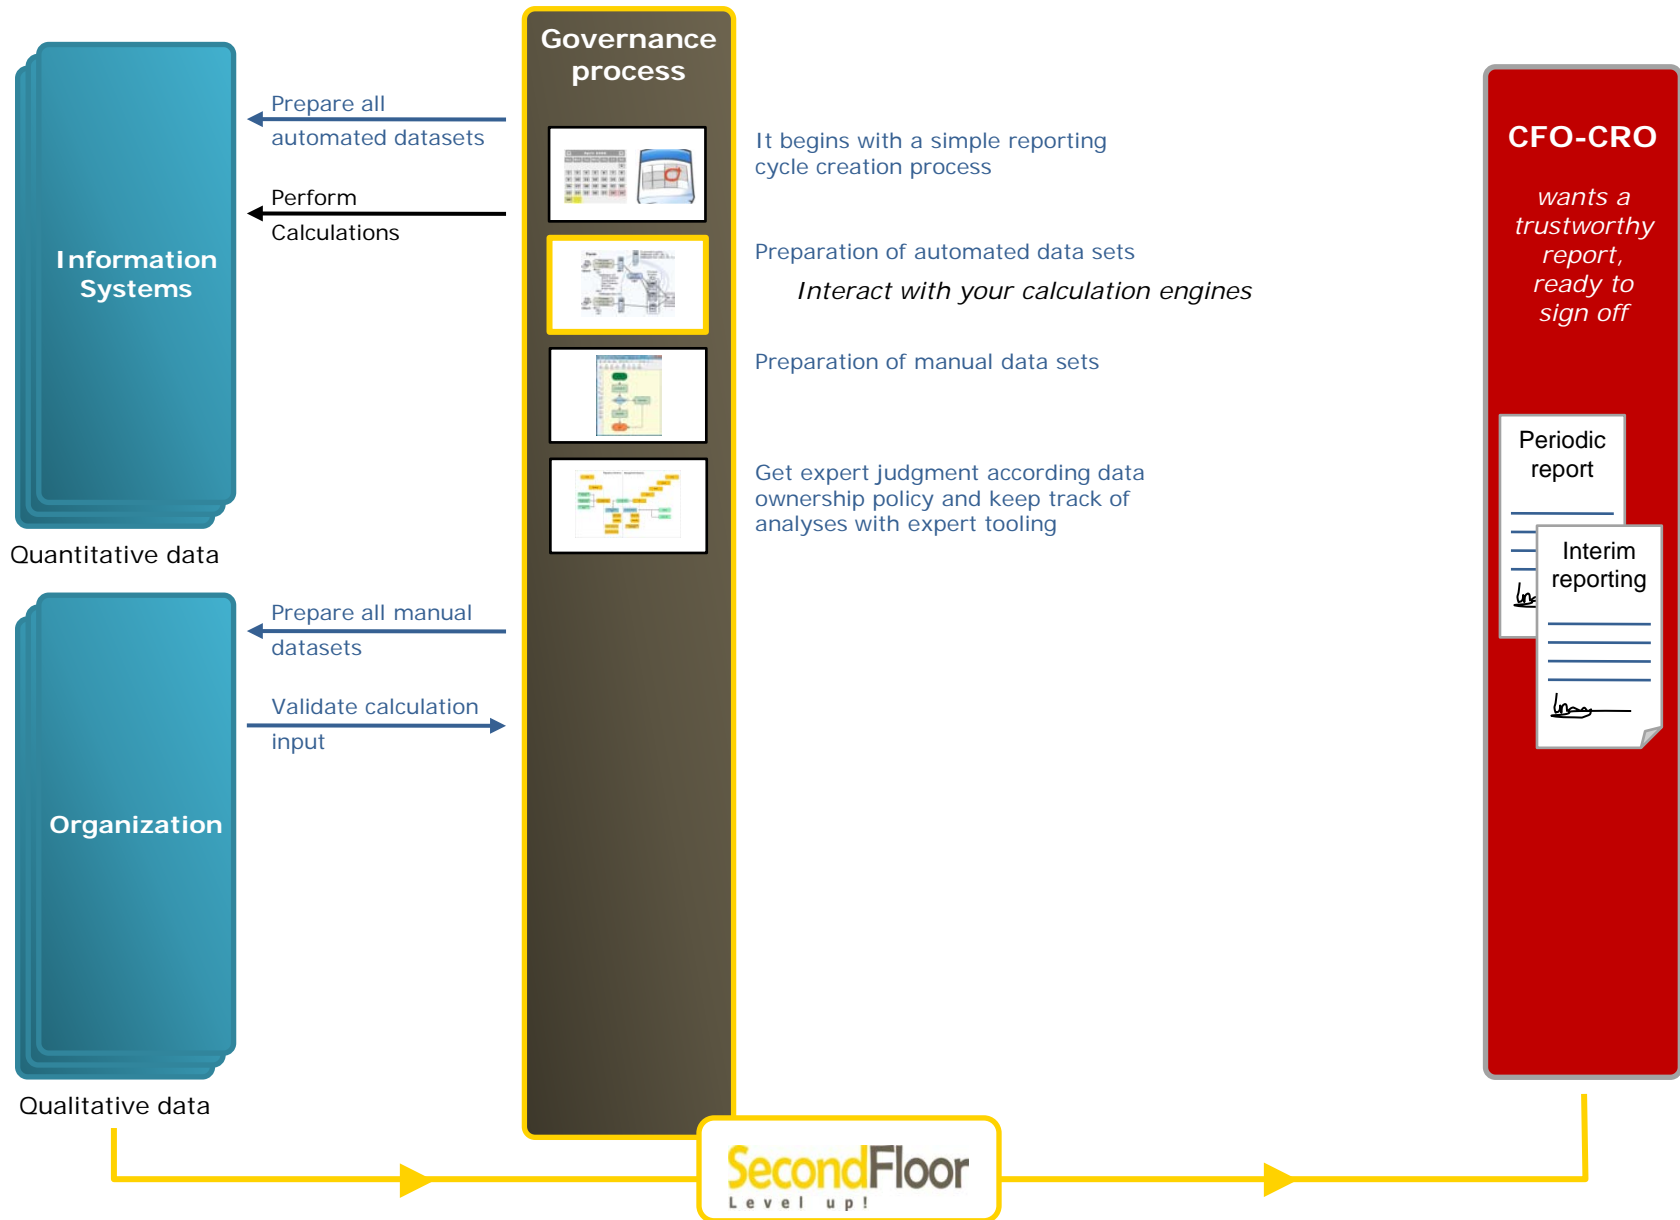 Governance
process
Prepare all
automated datasets
Perform
Calculations
Information
Systems
Quantitative data
It begins with a simple reporting
cycle creation process
Preparation of automated data sets
Interact with your calculation engines
Preparation of manual data sets
Get expert judgment according data
ownership policy and keep track of
analyses with expert tooling
CFO-CRO
wants a
trustworthy
report,
ready to
sign off
Periodic
report
Interim
reporting
Prepare all manual
datasets
Validate calculation
input
Organization
Qualitative data
SecondFloor
Level up!